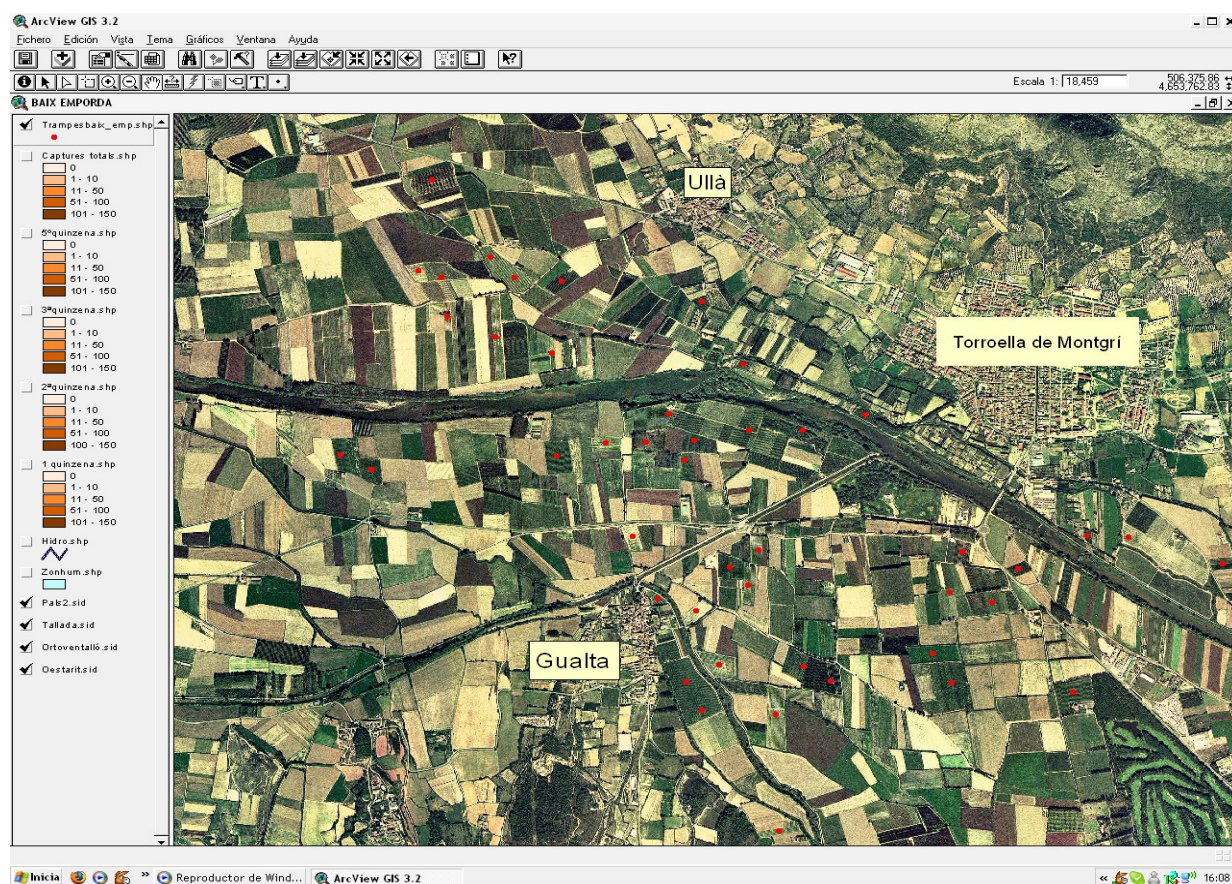 ArcView GIS 3.2
Fichero Edición Vista Tema Gráficos Ventana Ayuda
Escala 1: 18,459
506,375.86
4,653,762.83
BAIX EMPORDA
Trampesbaix_emp.shp
Captures totals.shp
0
1 - 10
11 - 50
51 - 100
101 - 150
5ºquinzena.shp
0
1 - 10
11 - 50
51 - 100
101 - 150
3ªquinzena.shp
0
1 - 10
11 - 50
51 - 100
101 - 150
2ªquinzena.shp
0
1 - 10
11 - 50
51 - 100
100 - 150
1 quinzena.shp
0
1 - 10
11 - 50
51 - 100
101 - 150
Hidro.shp
Zonhum.shp
Pals2.sid
Tallada.sid
Ortoventalló.sid
Oestarit.sid
Ullà
Torroella de Montgrí
Gualta
Inicia
»
Reproductor de Wind...
ArcView GIS 3.2
«
16:08